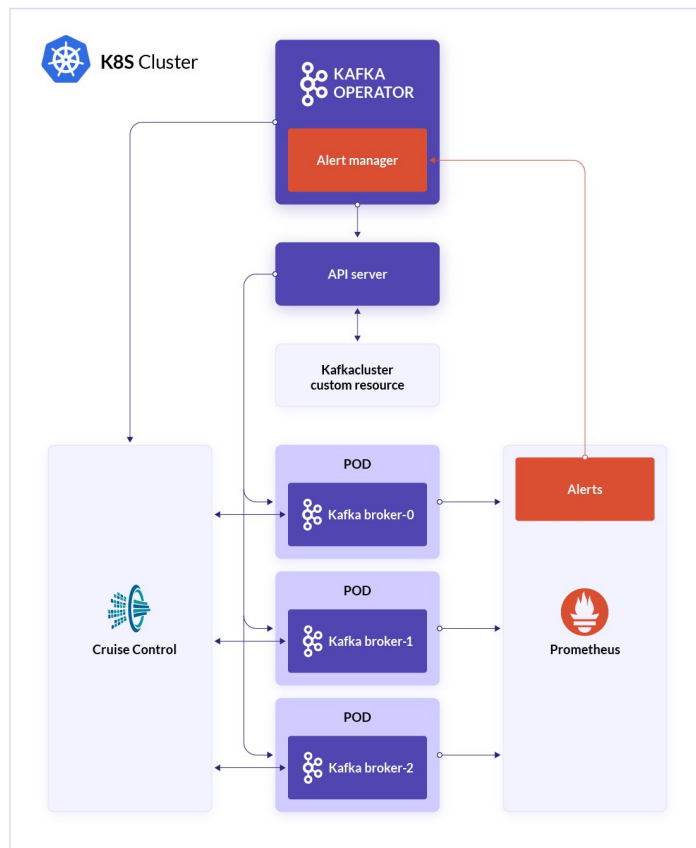 K8S Cluster
KAFKA
OPERATOR
Alert manager
API server
Kafkacluster
custom resource
POD
Kafka broker-0
Alerts
POD
Kafka broker-1
Cruise Control
Prometheus
POD
Kafka broker-2